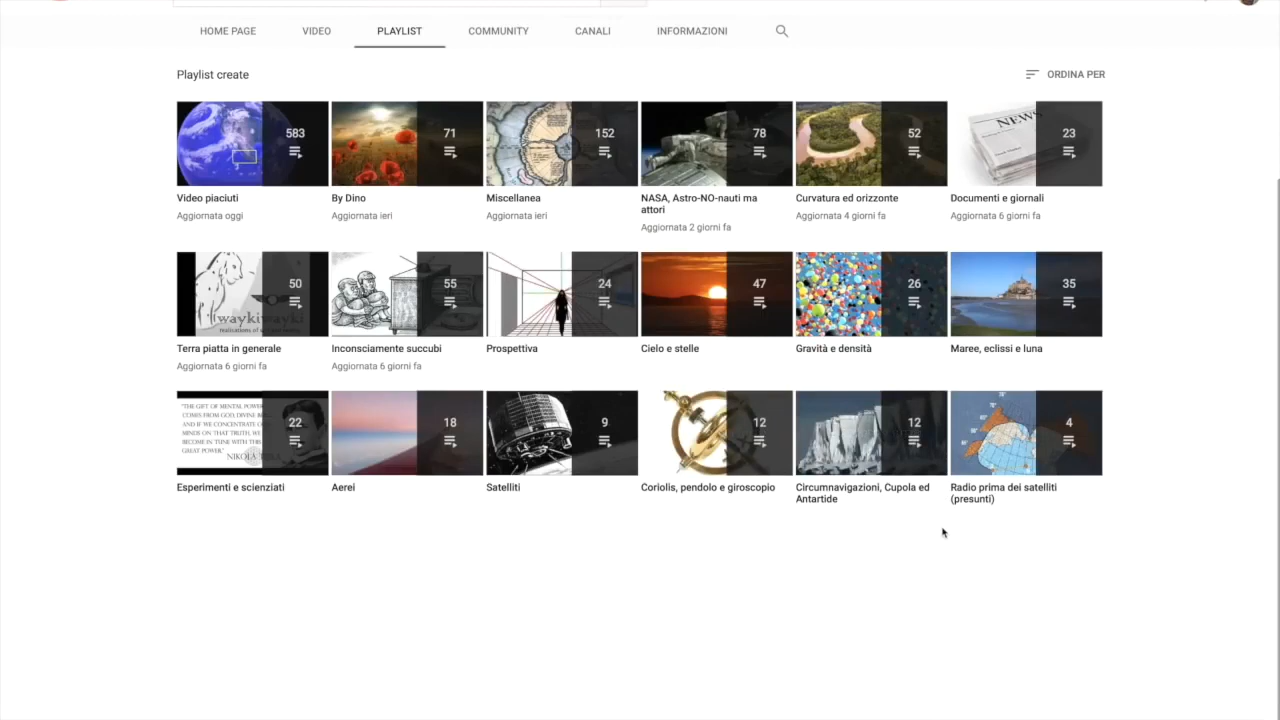 HOME PAGE VIDEO PLAYLIST COMMUNITY CANALI INFORMAZIONI
Playlist create ORDINA PER
583 71 152 78 52 23
NEWS
Video piaciuti By Dino Miscellanea NASA, Astro-NO-nauti ma attori Curvatura ed orizzonte Documenti e giornali
Aggiornata oggi Aggiornata ieri Aggiornata ieri Aggiornata 2 giorni fa Aggiornata 4 giorni fa Aggiornata 6 giorni fa
50 55 24 47 26 35
waykiwayki
Terra piatta in generale Inconsciamente succubi Prospettiva Cielo e stelle Gravità e densità Maree, eclissi e luna
Aggiornata 6 giorni fa Aggiornata 6 giorni fa
"THE GIFT OF MENTAL POWER
COMES FROM GOD, DIVINE
AND IF WE CONCENTRATE
MINDS ON THAT TRUTH, WE
BECOME IN TUNE WITH THIS
GREAT POWER."
NIKOLA
22 18 9 12 12 4
Esperimenti e scienziati Aerei Satelliti Coriolis, pendolo e giroscopio Circumnavigazioni, Cupola ed Antartide Radio prima dei satelliti (presunti)